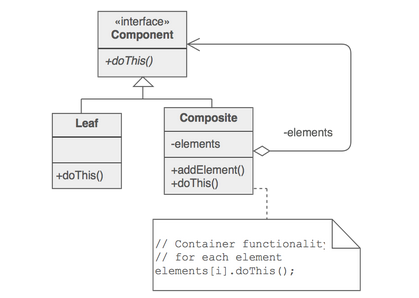 «interface»
Component
+doThis()
Leaf
+doThis()
Composite
-elements
+addElement()
+doThis()
-elements
// Container functionality
// for each element
elements[i].doThis();